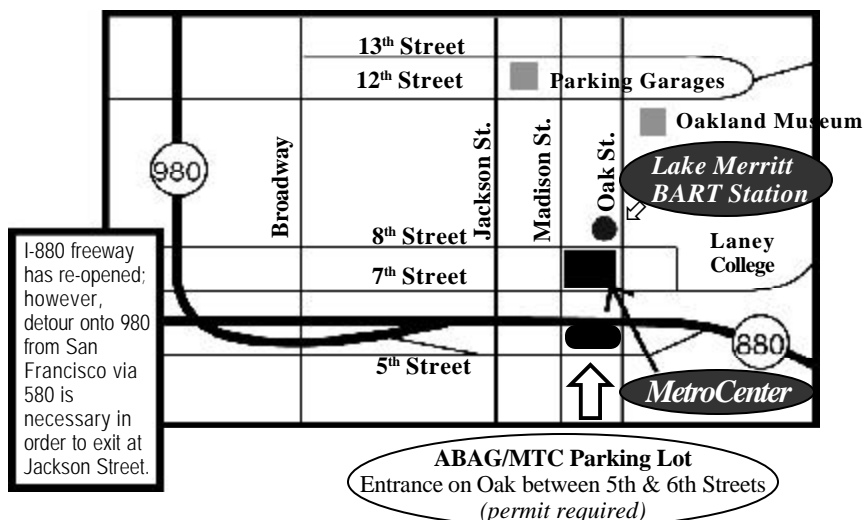 13th Street
12th Street
Parking Garages
Oakland Museum
980
Broadway
Jackson St.
Madison St.
Oak St.
Lake Merritt
BART Station
8th Street
Laney
College
7th Street
I-880 freeway
has re-opened;
however,
detour onto 980
from San
Francisco via
580 is
necessary in
order to exit at
Jackson Street.
880
5th Street
MetroCenter
ABAG/MTC Parking Lot
Entrance on Oak between 5th & 6th Streets
(permit required)